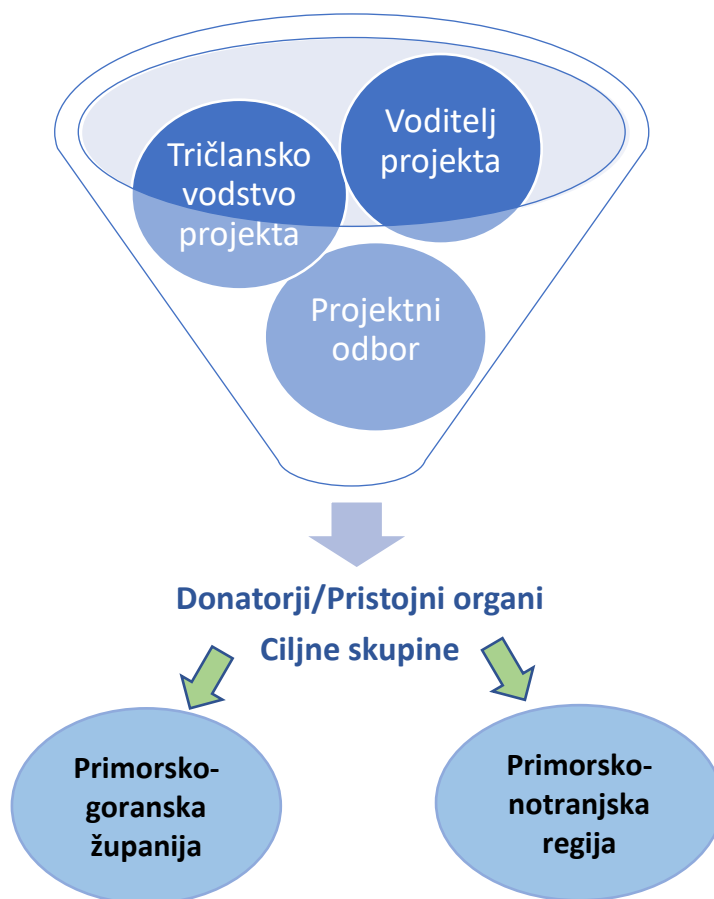 Voditelj
projekta
Tričlansko
vodstvo
projekta
Projektni
odbor
Donatorji/Pristojni organi
Ciljne skupine
Primorsko-
goranska
županija
Primorsko-
notranjska
regija